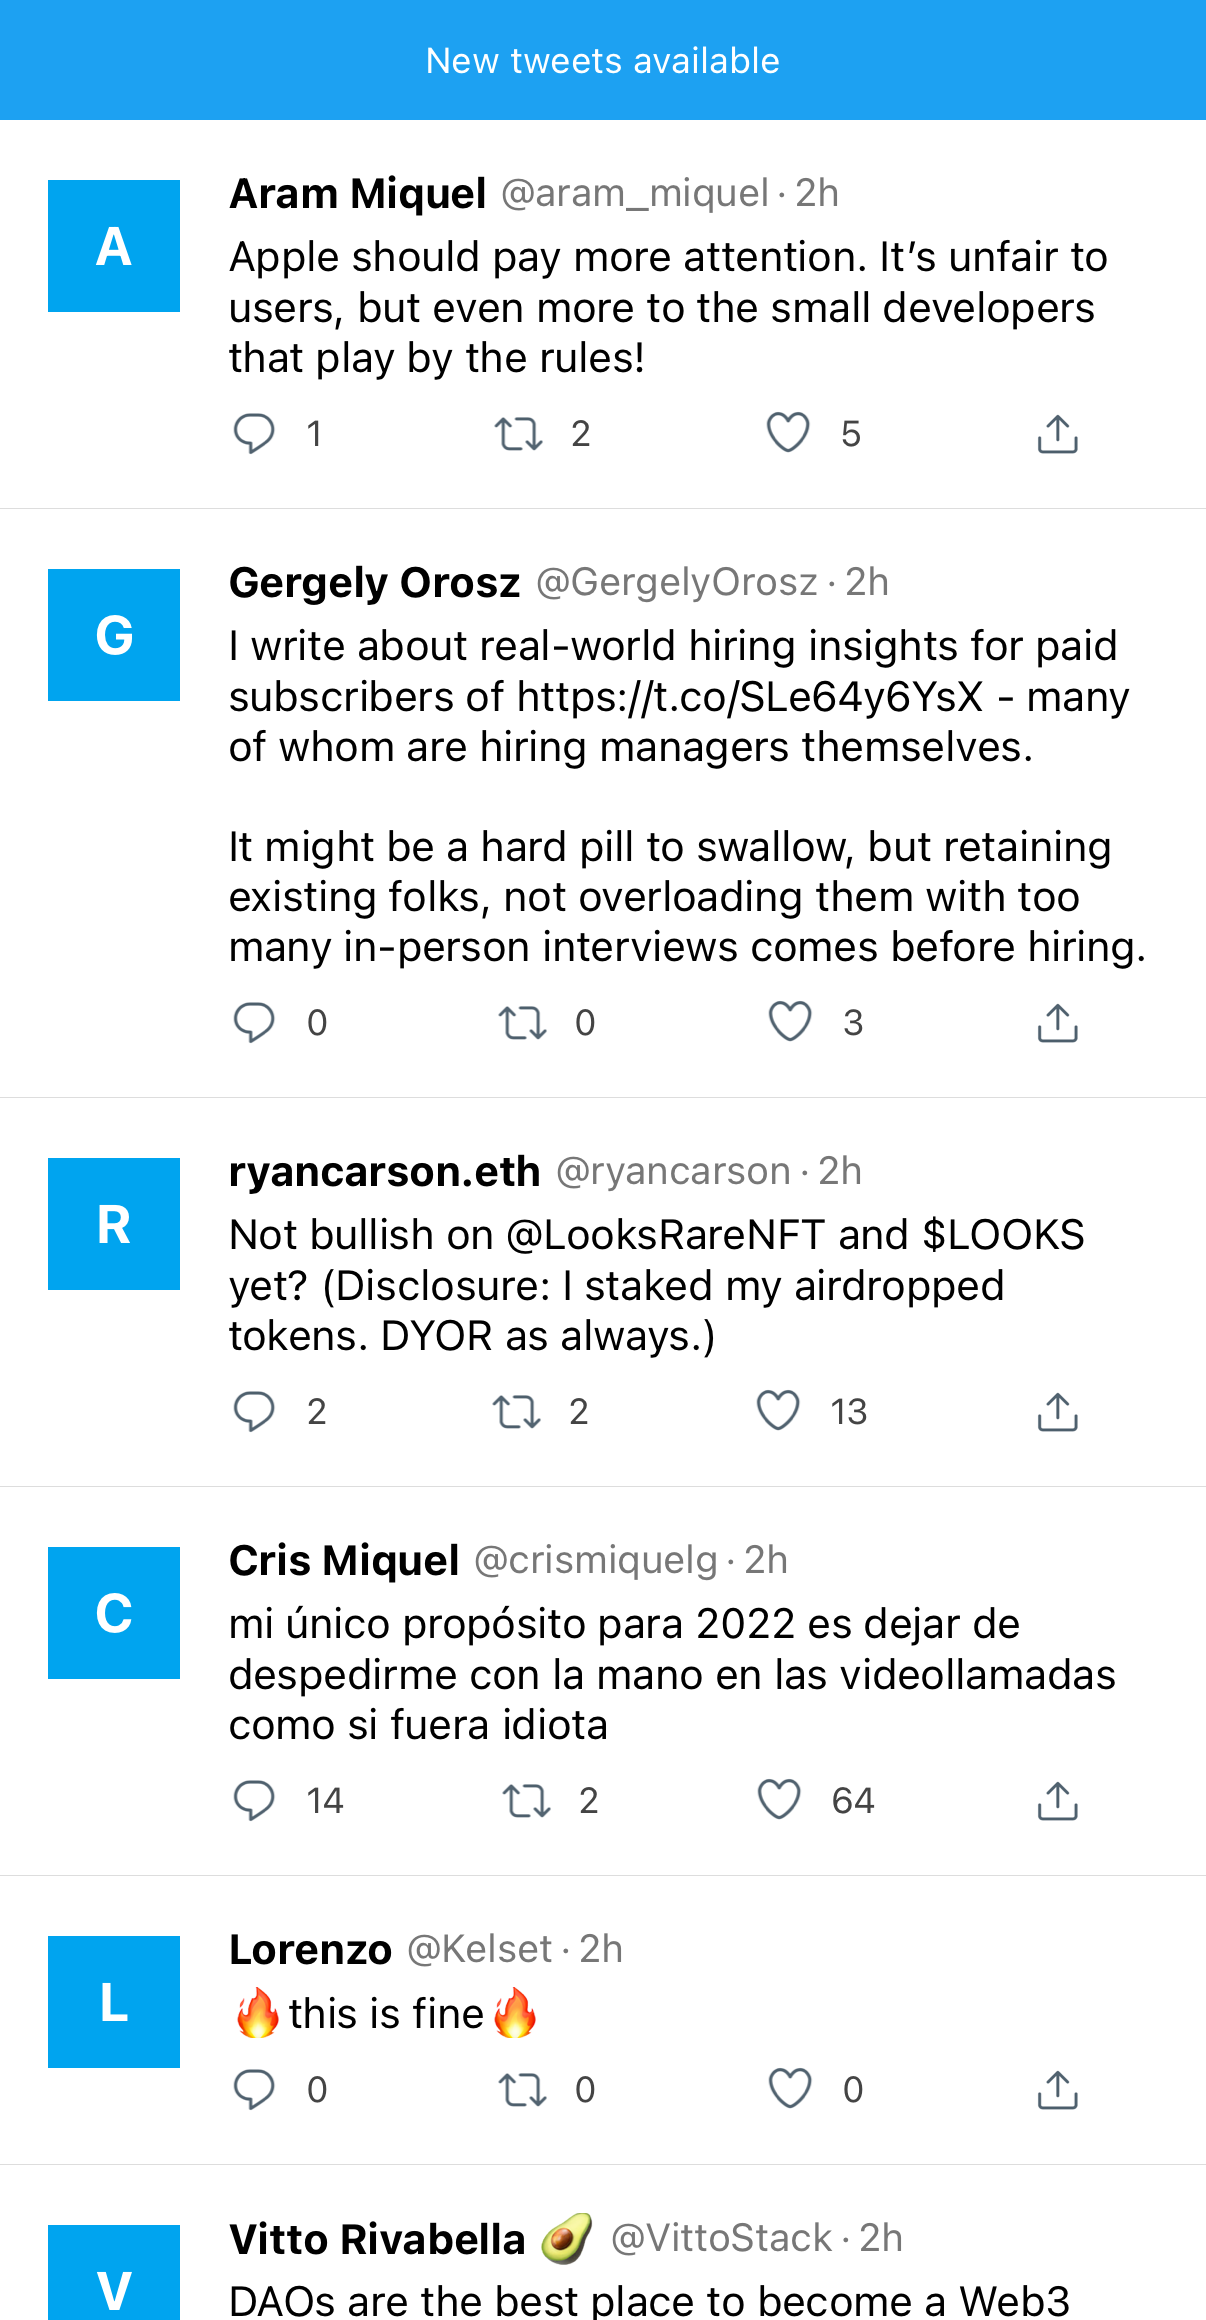 New tweets available
A
Aram Miquel @aram_miquel · 2h
Apple should pay more attention. It’s unfair to
users, but even more to the small developers
that play by the rules!
1 2 5
G
Gergely Orosz @GergelyOrosz · 2h
I write about real-world hiring insights for paid
subscribers of https://t.co/SLe64y6YsX - many
of whom are hiring managers themselves.
It might be a hard pill to swallow, but retaining
existing folks, not overloading them with too
many in-person interviews comes before hiring.
0 0 3
R
ryancarson.eth @ryancarson · 2h
Not bullish on @LooksRareNFT and $LOOKS
yet? (Disclosure: I staked my airdropped
tokens. DYOR as always.)
2 2 13
C
Cris Miquel @crismiquelg · 2h
mi único propósito para 2022 es dejar de
despedirme con la mano en las videollamadas
como si fuera idiota
14 2 64
L
Lorenzo @Kelset · 2h
🔥this is fine🔥
0 0 0
V
Vitto Rivabella 🥑 @VittoStack · 2h
DAOs are the best place to become a Web3